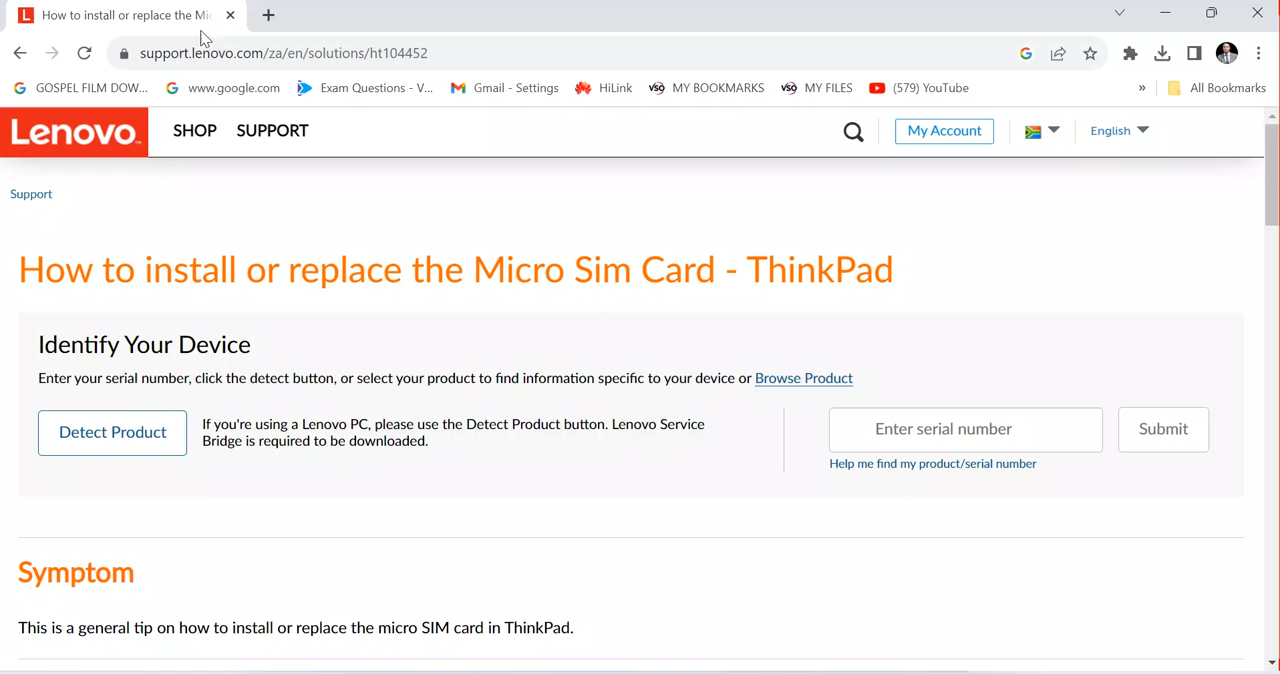 How to install or replace the Mi
support.lenovo.com/za/en/solutions/ht104452
GOSPEL FILM DOW... www.google.com Exam Questions - V... Gmail - Settings HiLink VSO MY BOOKMARKS VSO MY FILES (579) YouTube » All Bookmarks
Lenovo™ SHOP SUPPORT My Account English
Support
How to install or replace the Micro Sim Card - ThinkPad
Identify Your Device
Enter your serial number, click the detect button, or select your product to find information specific to your device or Browse Product
Detect Product
If you're using a Lenovo PC, please use the Detect Product button. Lenovo Service
Bridge is required to be downloaded.
Enter serial number
Submit
Help me find my product/serial number
Symptom
This is a general tip on how to install or replace the micro SIM card in ThinkPad.